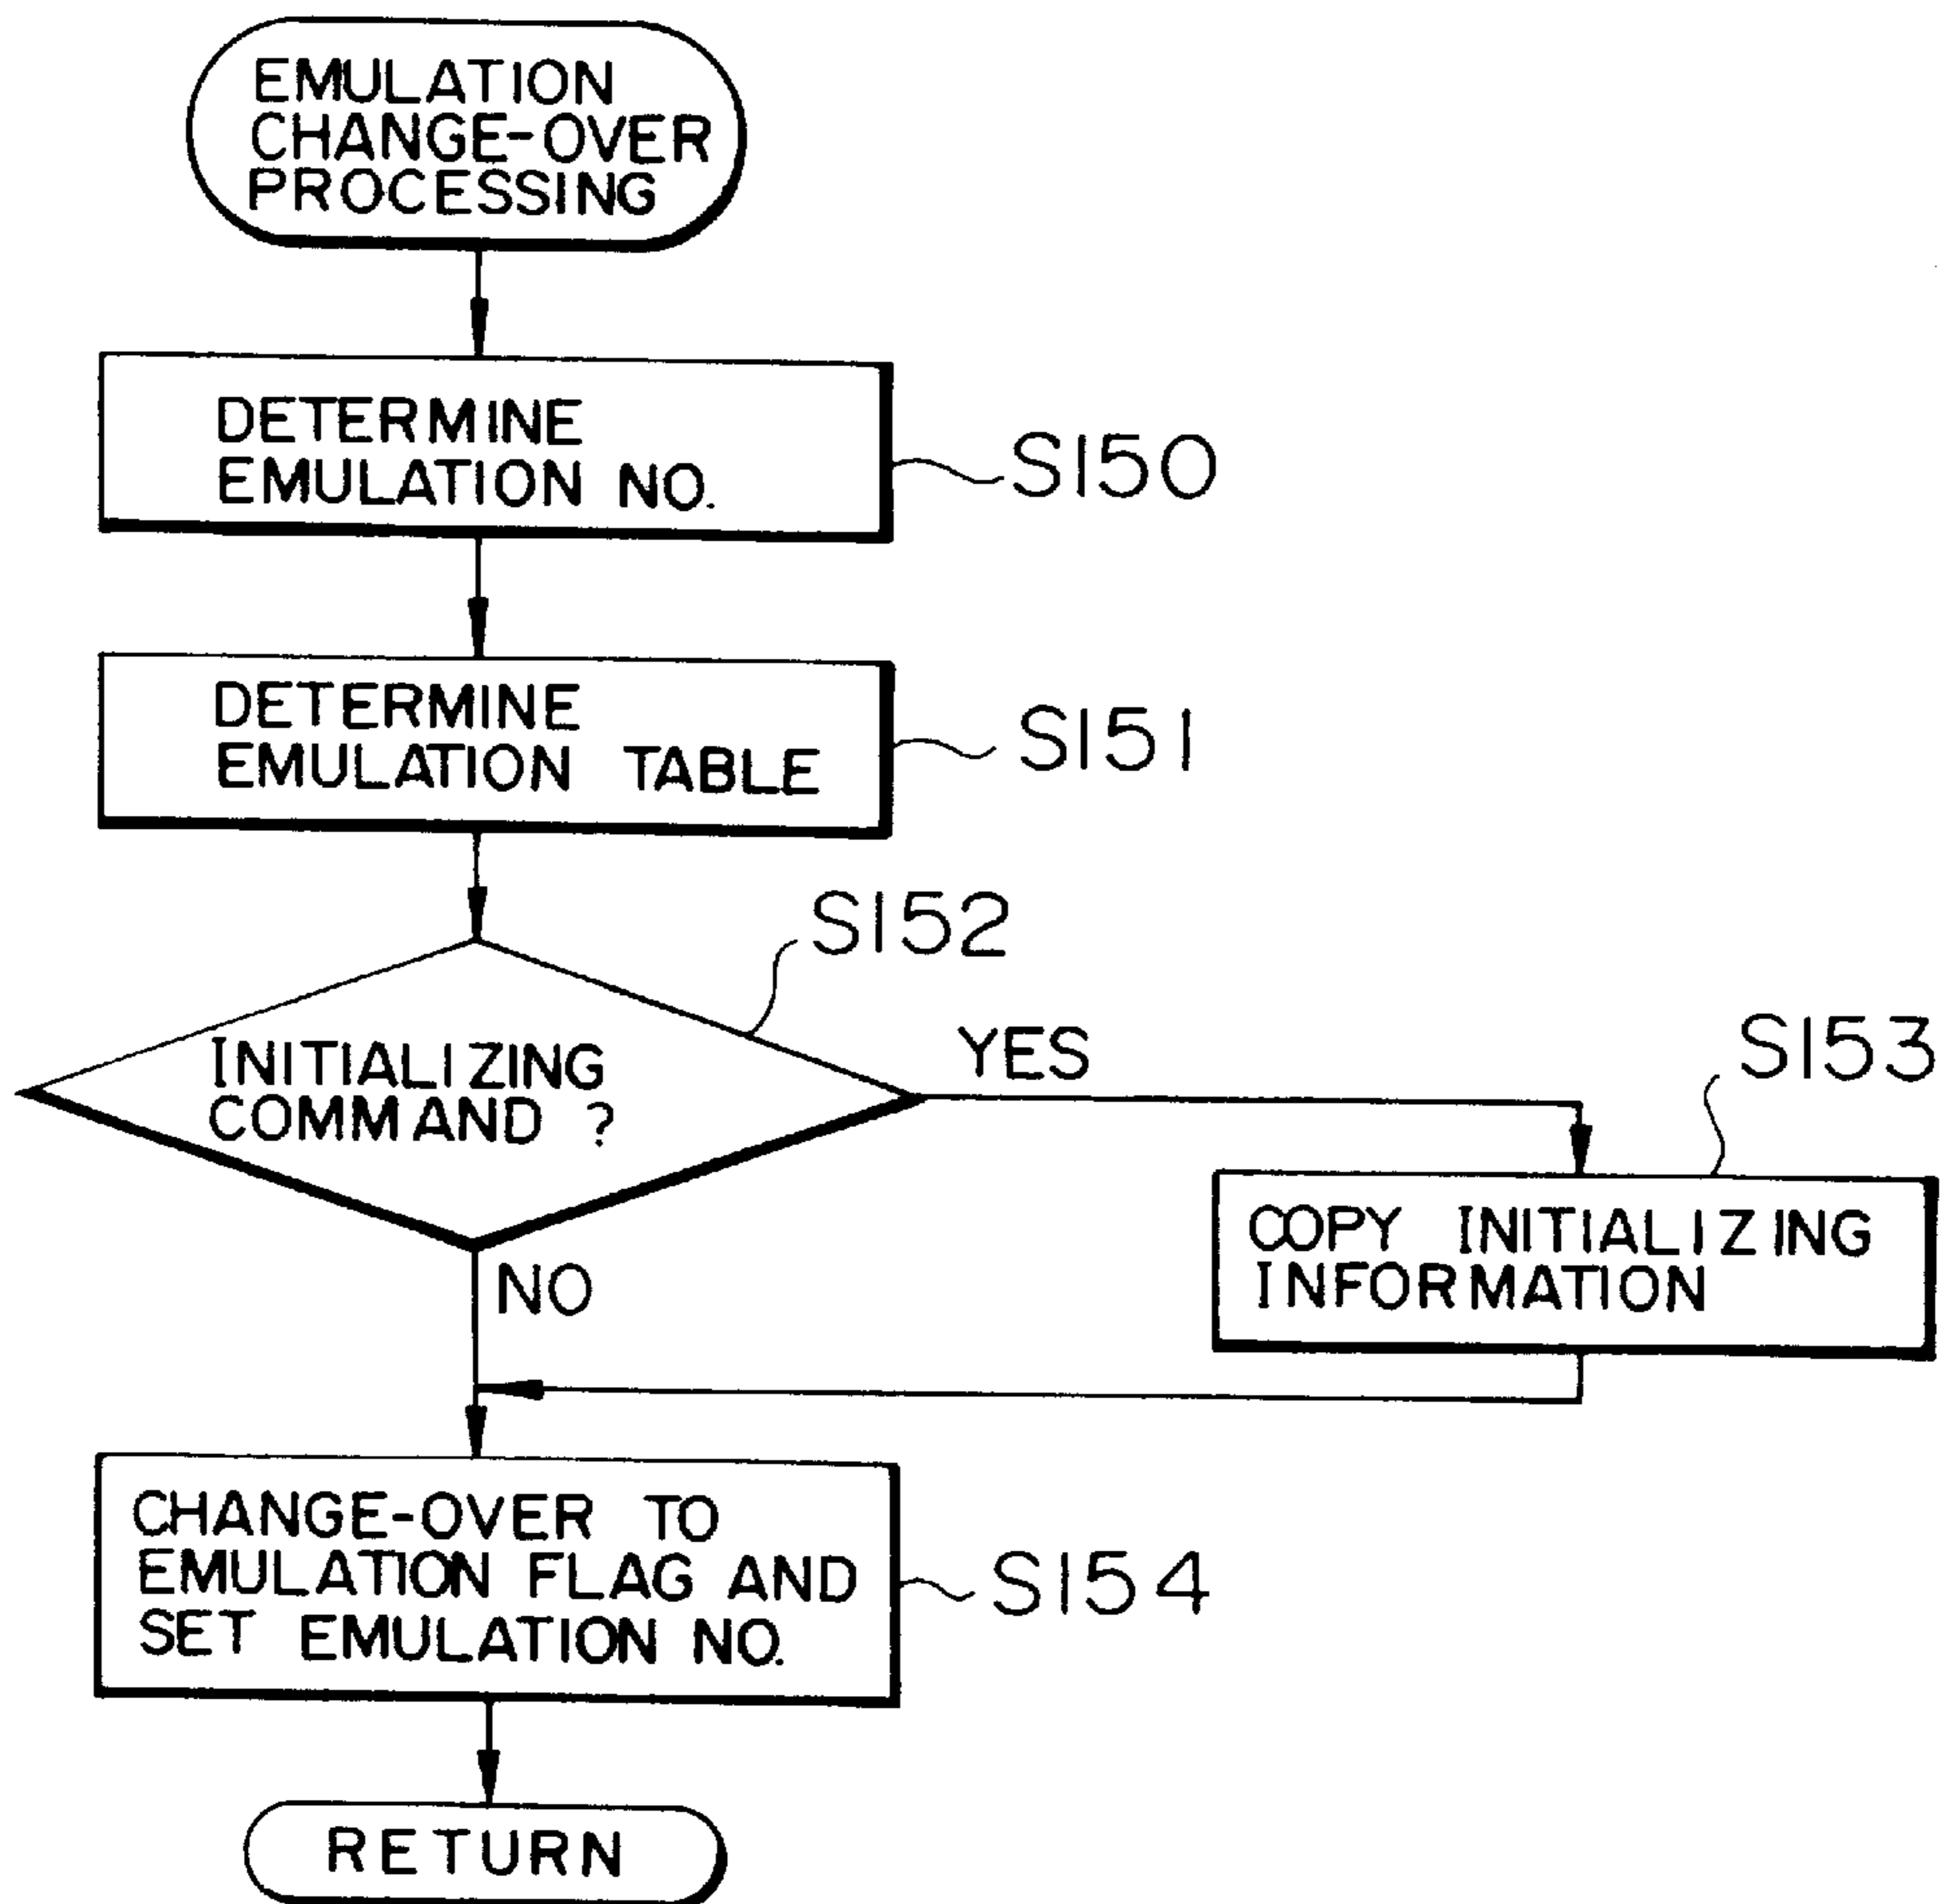 EMULATION
CHANGE-OVER
PROCESSING
DETERMINE
EMULATION NO.
S150
DETERMINE
EMULATION TABLE
S151
S152
INITIALIZING
COMMAND ?
YES
S153
COPY INITIALIZING
INFORMATION
NO
CHANGE-OVER TO
EMULATION FLAG AND
SET EMULATION NO.
S154
RETURN